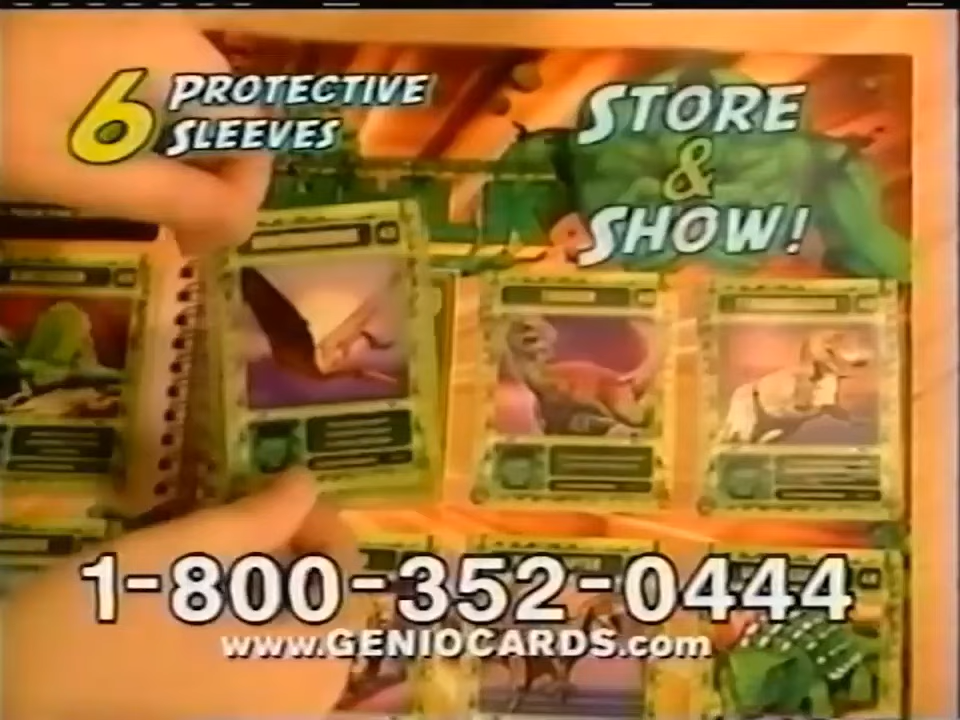 6 PROTECTIVE
SLEEVES
STORE
&
SHOW!
1-800-352-0444
www.GENIOCARDS.com